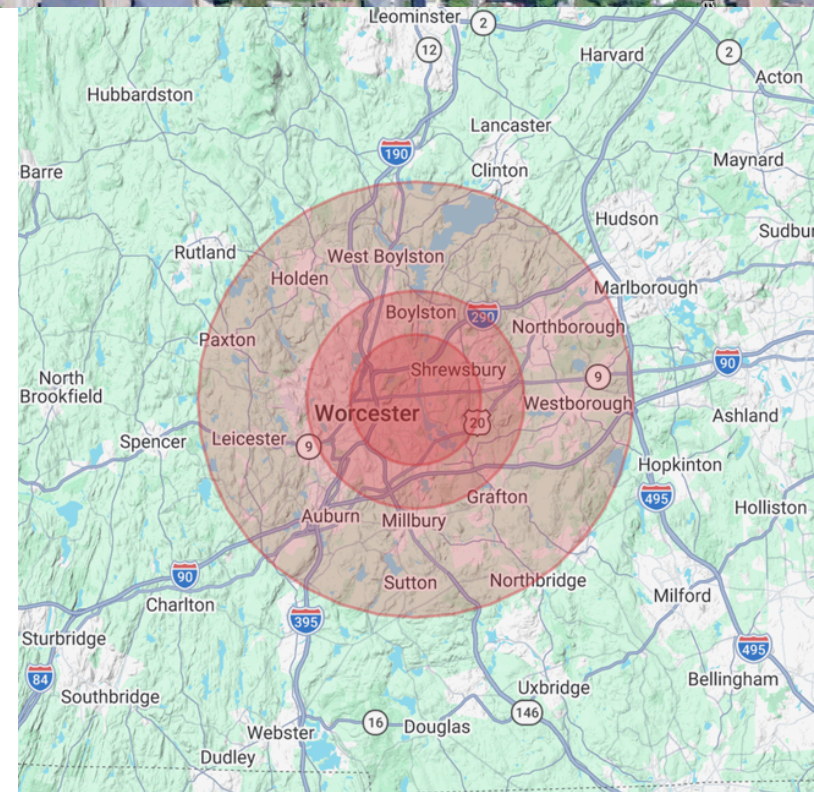 Leominster
2
12
Harvard
2
Acton
Hubbardston
Lancaster
190
Maynard
Barre
Clinton
Hudson
Rutland
West Boylston
Holden
Marlborough
Boylston
290
Northborough
Paxton
90
Shrewsbury
9
North
Brookfield
Worcester
Westborough
20
Ashland
Spencer
Leicester
9
Hopkinton
495
Grafton
Holliston
Auburn
Millbury
90
Sutton
Northbridge
Charlton
Milford
395
Sturbridge
495
84
Bellingham
Southbridge
Uxbridge
146
16
Douglas
Webster
Dudley